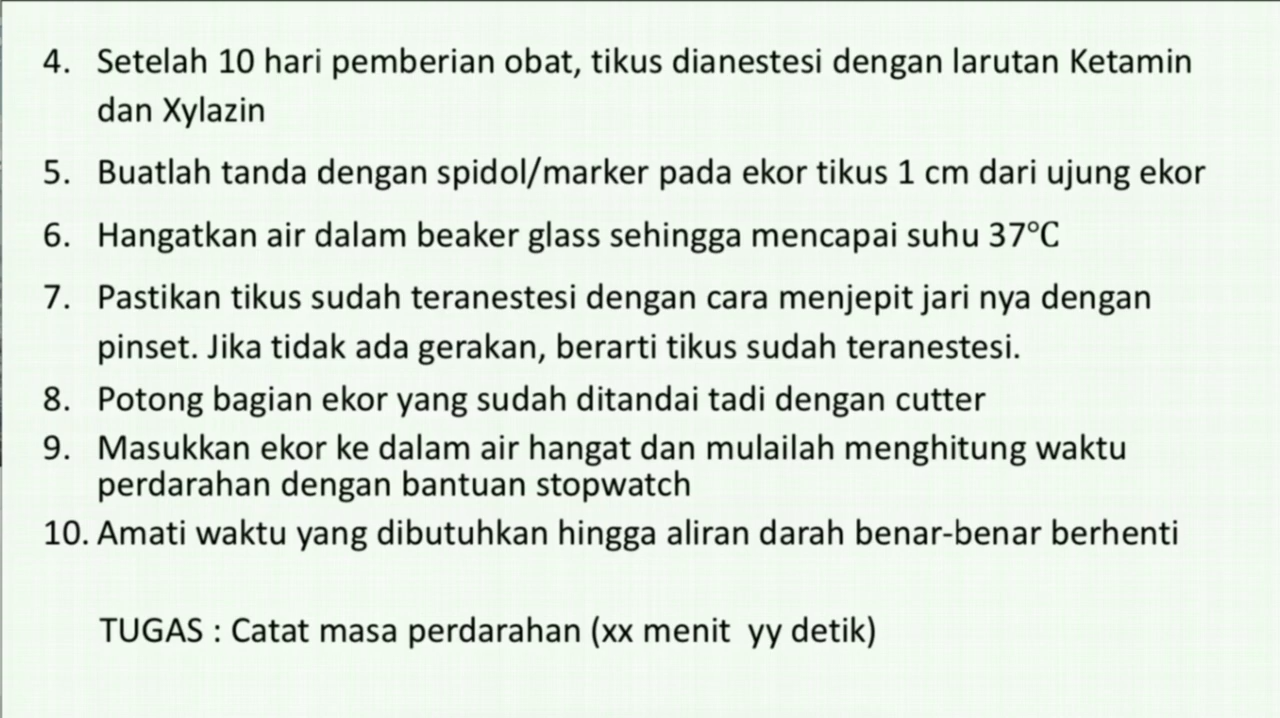 4. Setelah 10 hari pemberian obat, tikus dianestesi dengan larutan Ketamin
dan Xylazin
5. Buatlah tanda dengan spidol/marker pada ekor tikus 1 cm dari ujung ekor
6. Hangatkan air dalam beaker glass sehingga mencapai suhu 37°C
7. Pastikan tikus sudah teranestesi dengan cara menjepit jari nya dengan
pinset. Jika tidak ada gerakan, berarti tikus sudah teranestesi.
8. Potong bagian ekor yang sudah ditandai tadi dengan cutter
9. Masukkan ekor ke dalam air hangat dan mulailah menghitung waktu
perdarahan dengan bantuan stopwatch
10. Amati waktu yang dibutuhkan hingga aliran darah benar-benar berhenti
TUGAS : Catat masa perdarahan (xx menit yy detik)